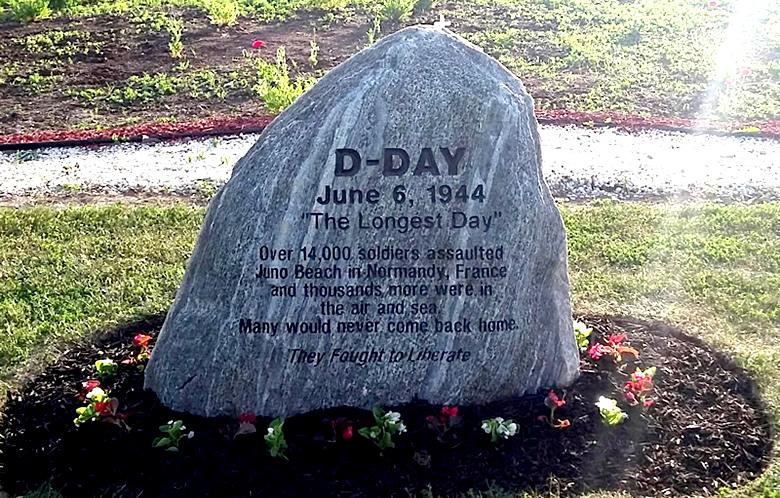 D-DAY
June 6, 1944
"The Longest Day"
Over 14,000 soldiers assaulted
Juno Beach in Normandy, France
and thousands more were in
the air and sea.
Many would never come back home.
They Fought to Liberate